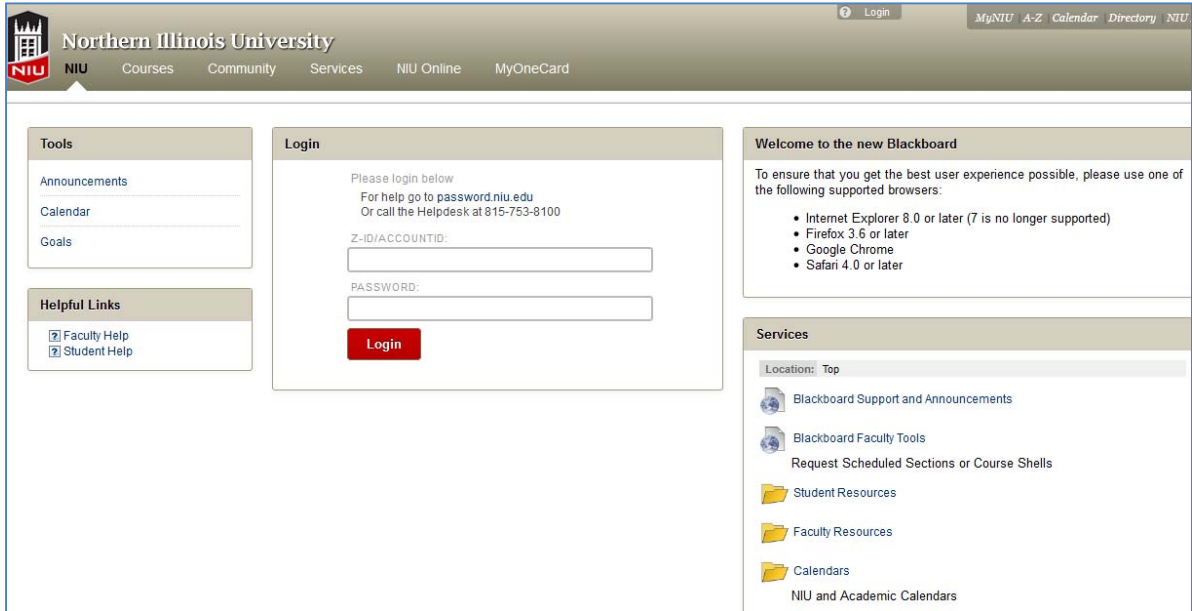 Login
MyNIU A-Z Calendar Directory NIU
Northern Illinois University
NIU
NIU Courses Community Services NIU Online MyOneCard
Tools
Announcements
Calendar
Goals
Helpful Links
Faculty Help
Student Help
Login
Please login below
For help go to password.niu.edu
Or call the Helpdesk at 815-753-8100
Z-ID/ACCOUNTID:
PASSWORD:
Login
Welcome to the new Blackboard
To ensure that you get the best user experience possible, please use one of
the following supported browsers:
• Internet Explorer 8.0 or later (7 is no longer supported)
• Firefox 3.6 or later
• Google Chrome
• Safari 4.0 or later
Services
Location: Top
Blackboard Support and Announcements
Blackboard Faculty Tools
Request Scheduled Sections or Course Shells
Student Resources
Faculty Resources
Calendars
NIU and Academic Calendars